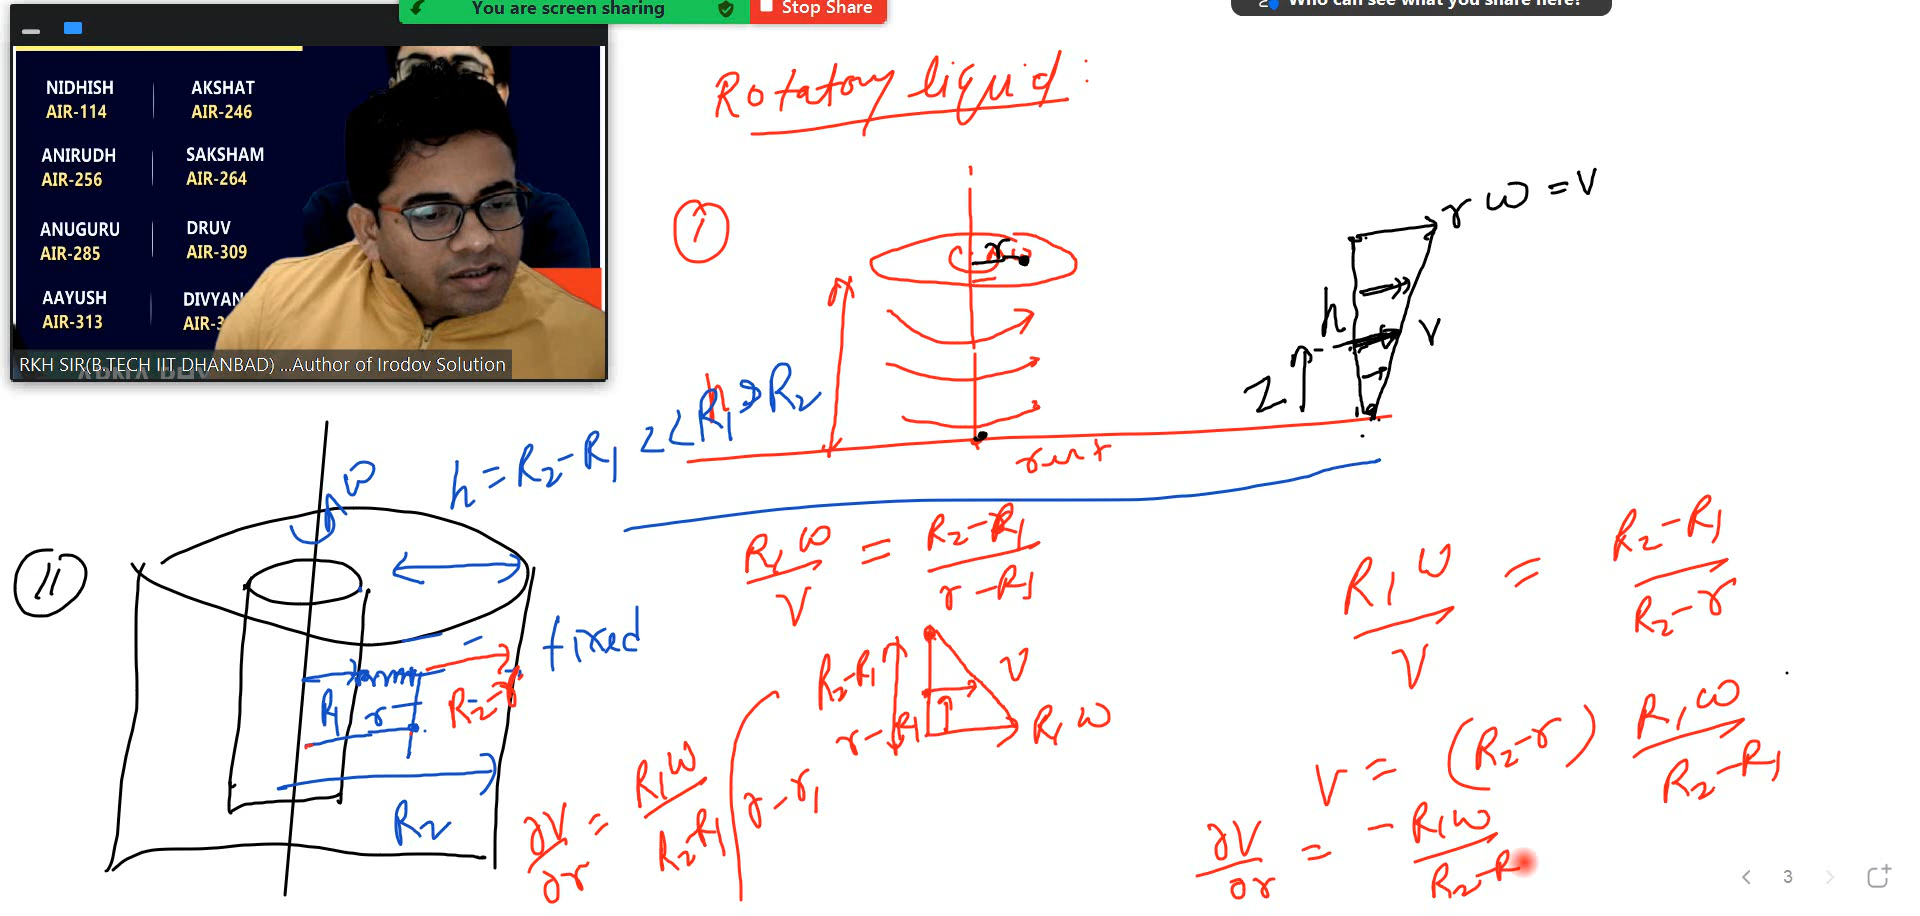 You are screen sharing
Stop Share
Who can see what you share here?
NIDHISH
AIR-114
AKSHAT
AIR-246
ANIRUDH
AIR-256
SAKSHAM
AIR-264
ANUGURU
AIR-285
DRUV
AIR-309
AAYUSH
AIR-313
DIVYAN
AIR-3
RKH SIR(B.TECH IIT DHANBAD) ...Author of Irodov Solution
Rotatory liquid :
I
r
h
rω = v
h
v
Z
rest
h = R₂-R₁ << R₁ R₂
II
ω
fixed
R₁
r
R₂-r
R₂
R₁ω/V = (R₂-R₁)/(r-R₁)
R₂-R₁
V
r-R₁
R₁ω
∂V/∂r = R₁ω/(R₂-R₁)
r-r₁
R₁ω/V = (R₂-R₁)/(R₂-r)
V = (R₂-r) R₁ω/(R₂-R₁)
∂V/∂r = -R₁ω/(R₂-R
3